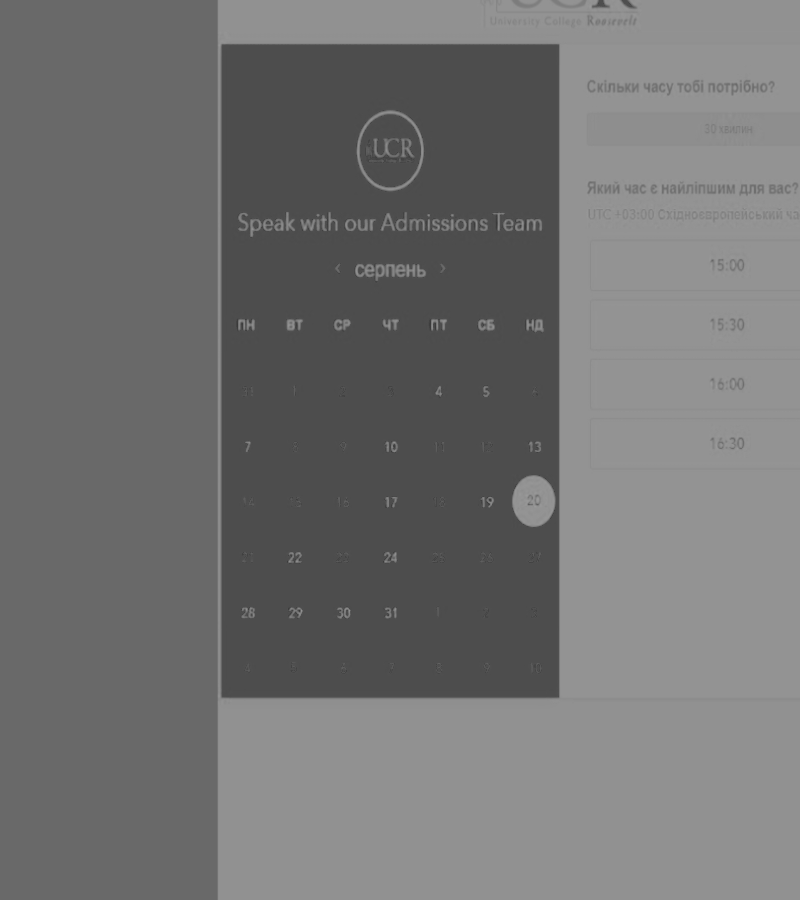 UCR
University College Roosevelt
UCR
Speak with our Admissions Team
‹ серпень ›
ПН ВТ СР ЧТ ПТ СБ НД
31 1 2 3 4 5 6
7 8 9 10 11 12 13
14 15 16 17 18 19 20
21 22 23 24 25 26 27
28 29 30 31 1 2 3
4 5 6 7 8 9 10
Скільки часу тобі потрібно?
30 хвилин
Який час є найліпшим для вас?
UTC +03:00 Східноєвропейський ча
15:00
15:30
16:00
16:30